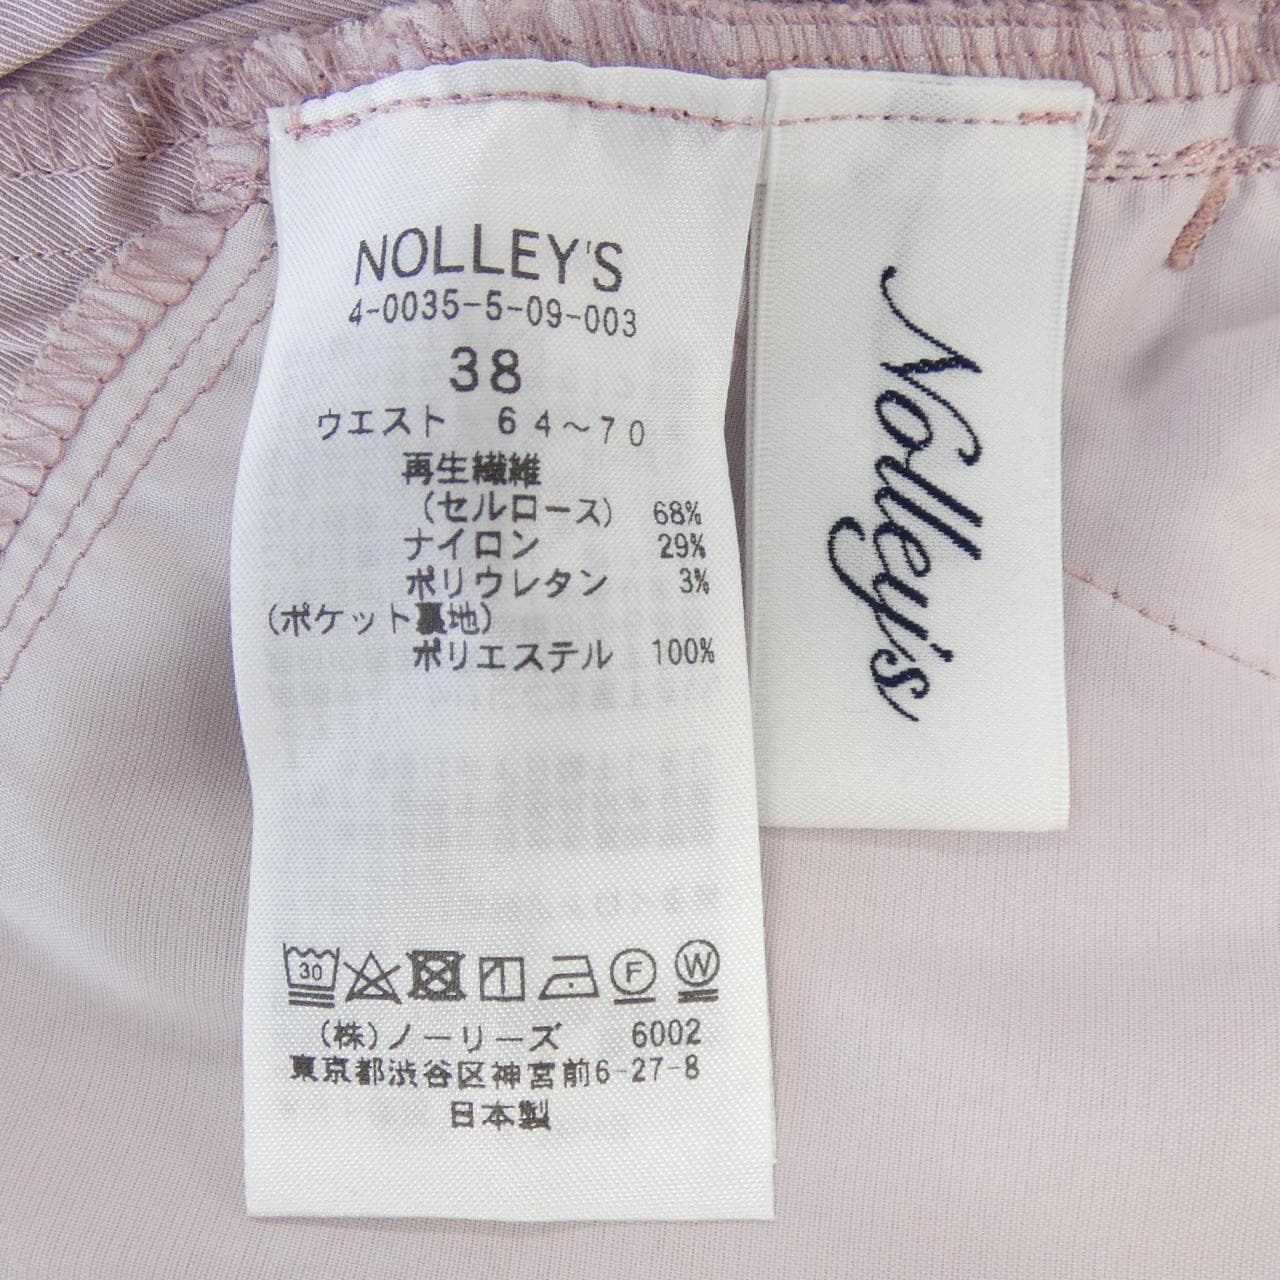 NOLLEY'S
4-0035-5-09-003
38
ウエスト 64～70
再生繊維
(セルロース) 68%
ナイロン 29%
ポリウレタン 3%
(ポケット裏地)
ポリエステル 100%
30
F
W
(株)ノーリーズ 6002
東京都渋谷区神宮前6-27-8
日本製
Nolley's